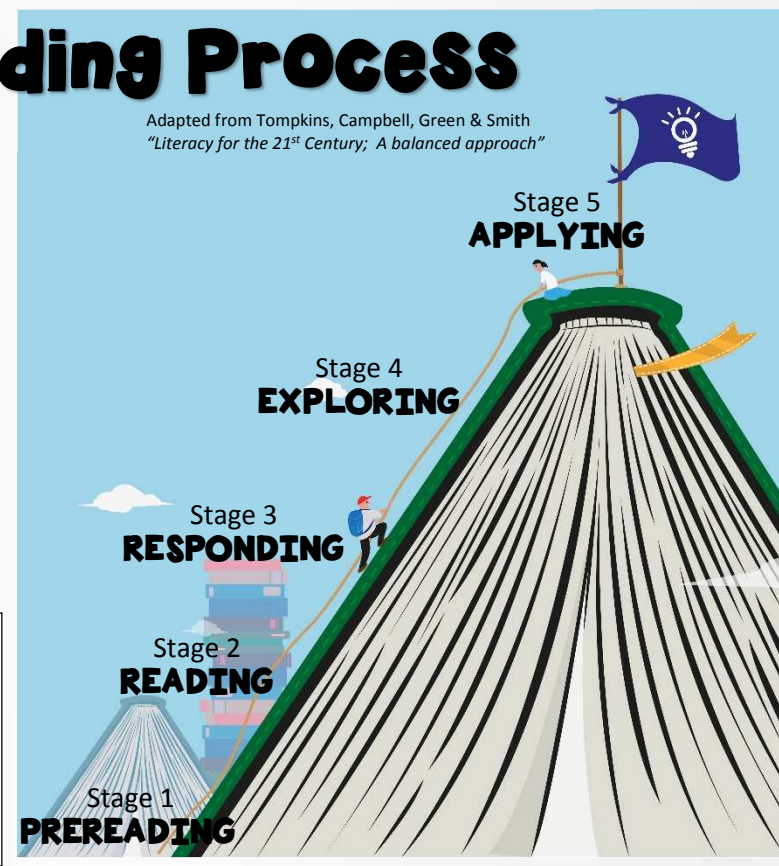 ding Process
Adapted from Tompkins, Campbell, Green & Smith
"Literacy for the 21st Century; A balanced approach"
Stage 5
APPLYING
Stage 4
EXPLORING
Stage 3
RESPONDING
Stage 2
READING
Stage 1
PREREADING